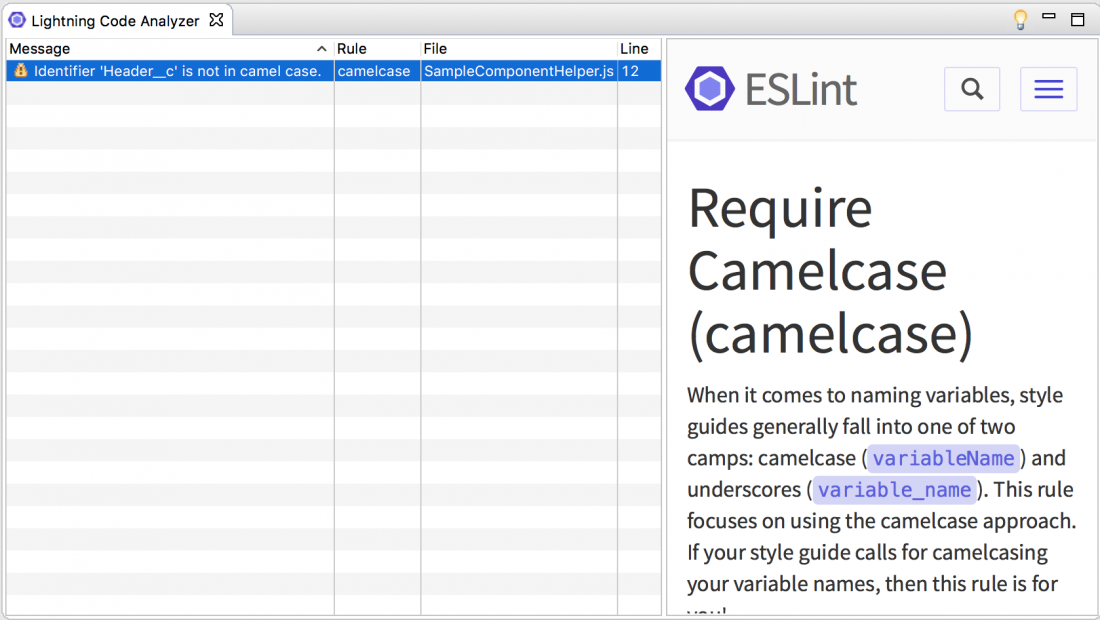 Lightning Code Analyzer
Message Rule File Line
Identifier 'Header__c' is not in camel case. camelcase SampleComponentHelper.js 12
ESLint
Require
Camelcase
(camelcase)
When it comes to naming variables, style
guides generally fall into one of two
camps: camelcase (variableName) and
underscores (variable_name). This rule
focuses on using the camelcase approach.
If your style guide calls for camelcasing
your variable names, then this rule is for